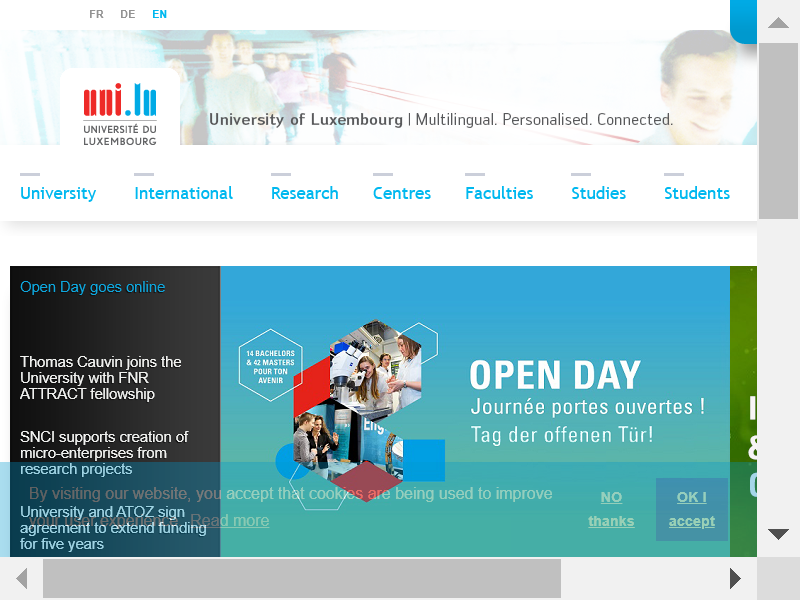 FR DE EN
uni.lu
UNIVERSITÉ DU
LUXEMBOURG
University of Luxembourg | Multilingual. Personalised. Connected.
University International Research Centres Faculties Studies Students
Open Day goes online
Thomas Cauvin joins the
University with FNR
ATTRACT fellowship
SNCI supports creation of
micro-enterprises from
research projects
University and ATOZ sign
agreement to extend funding
for five years
14 BACHELORS
& 42 MASTERS
POUR TON
AVENIR
OPEN DAY
Journée portes ouvertes !
Tag der offenen Tür!
By visiting our website, you accept that cookies are being used to improve
your user experience. Read more
NO
thanks
OK I
accept